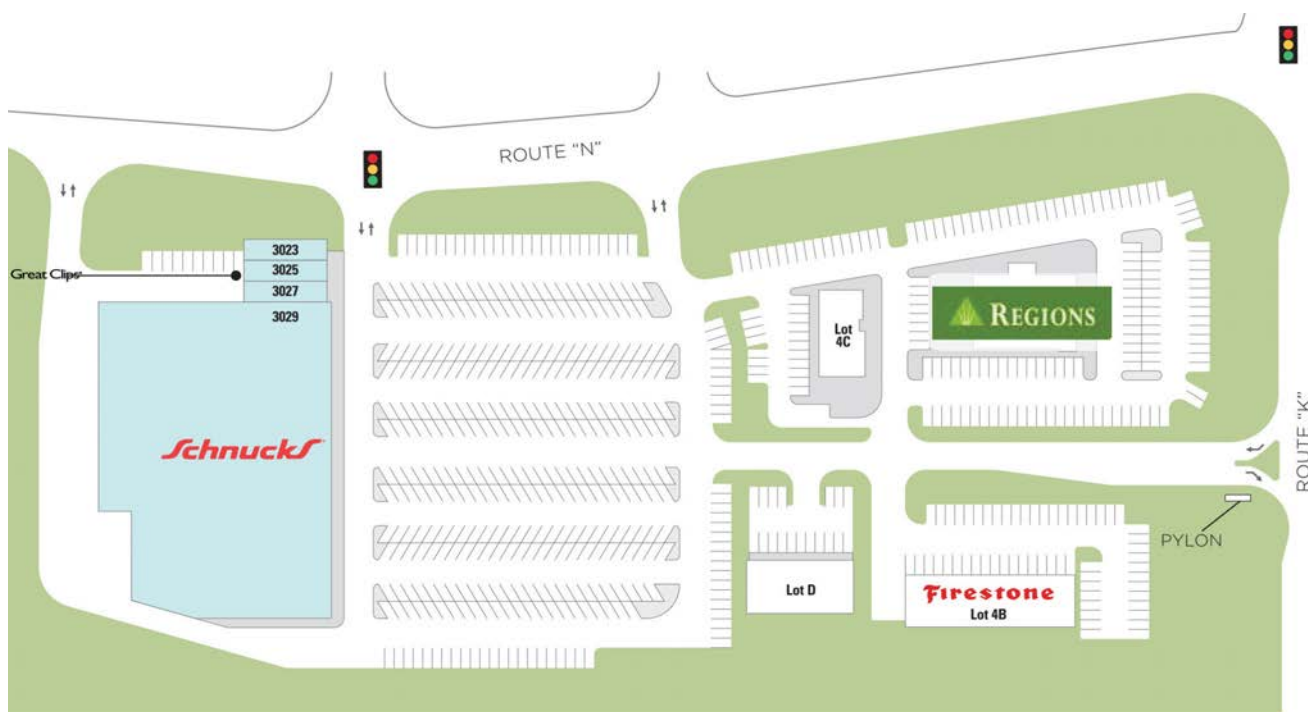 ROUTE "N"
3023
Great Clips
3025
3027
3029
REGIONS
Lot
4C
Schnucks
ROUTE "K"
PYLON
Lot D
Firestone
Lot 4B